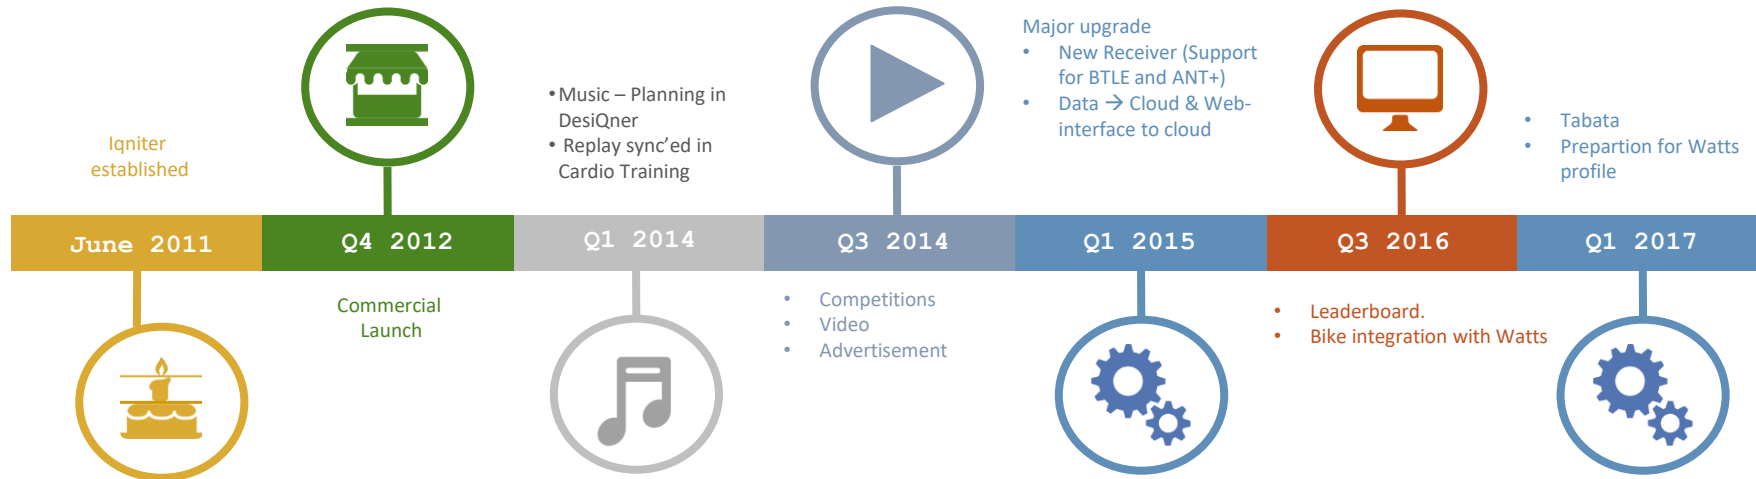 Iqniter
established
June 2011
Q4 2012
Commercial
Launch
•Music – Planning in
DesiQner
• Replay sync’ed in
Cardio Training
Q1 2014
Q3 2014
• Competitions
• Video
• Advertisement
Major upgrade
• New Receiver (Support
for BTLE and ANT+)
• Data → Cloud & Web-
interface to cloud
Q1 2015
Q3 2016
• Leaderboard.
• Bike integration with Watts
• Tabata
• Prepartion for Watts
profile
Q1 2017